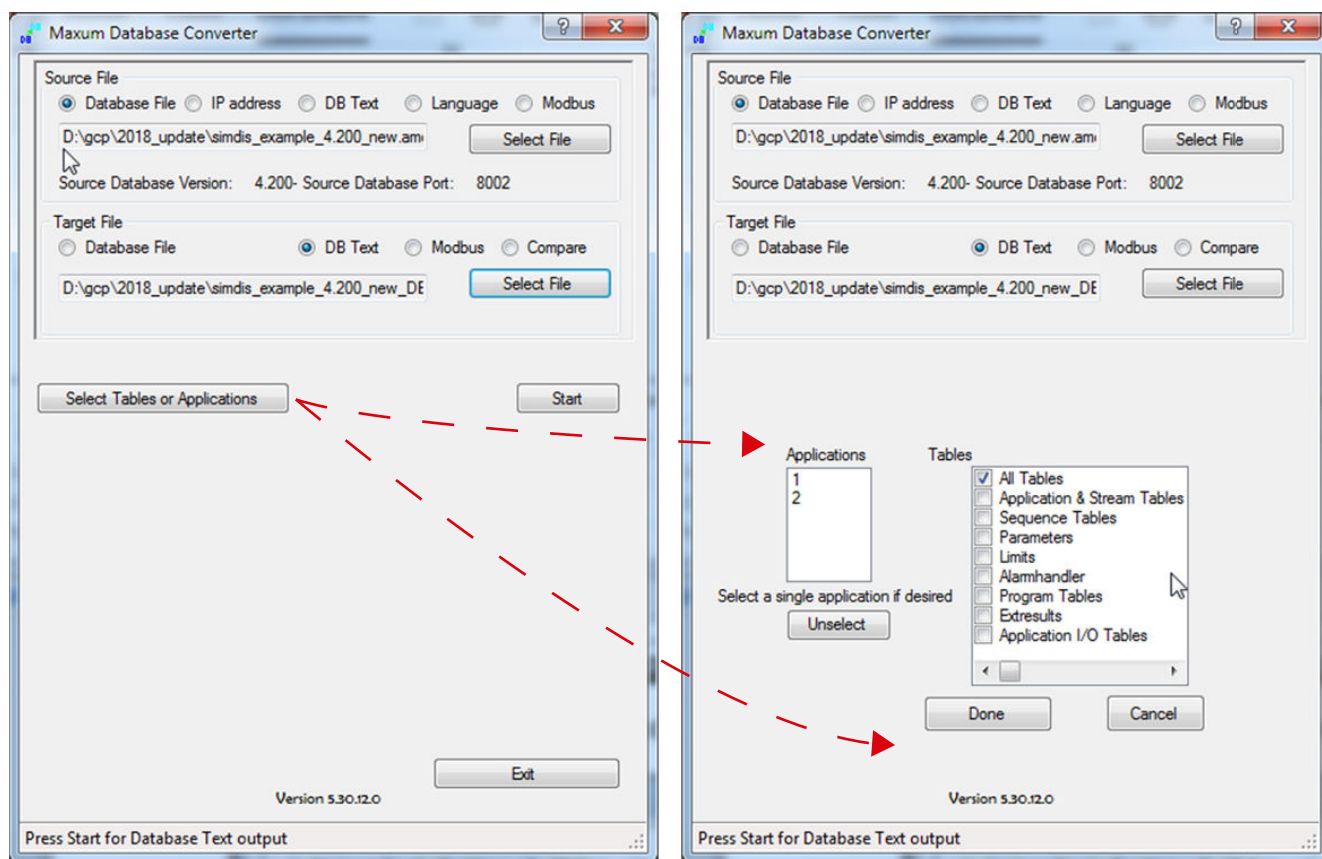 DB Maxum Database Converter
Source File
Database File IP address DB Text Language Modbus
D:\gcp\2018_update\simdis_example_4.200_new.am Select File
Source Database Version: 4.200- Source Database Port: 8002
Target File
Database File DB Text Modbus Compare
D:\gcp\2018_update\simdis_example_4.200_new_DE Select File
Select Tables or Applications Start
Exit
Version 5.30.12.0
Press Start for Database Text output
DB Maxum Database Converter
Source File
Database File IP address DB Text Language Modbus
D:\gcp\2018_update\simdis_example_4.200_new.am Select File
Source Database Version: 4.200- Source Database Port: 8002
Target File
Database File DB Text Modbus Compare
D:\gcp\2018_update\simdis_example_4.200_new_DE Select File
Applications Tables
1
2
All Tables
Application & Stream Tables
Sequence Tables
Parameters
Limits
Alarmhandler
Program Tables
Extresults
Application I/O Tables
Select a single application if desired
Unselect
Done Cancel
Version 5.30.12.0
Press Start for Database Text output